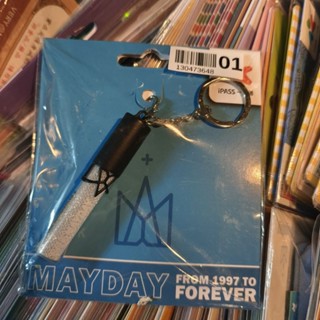 01
130473648
iPASS
MAYDAY FROM 1997 TO
FOREVER